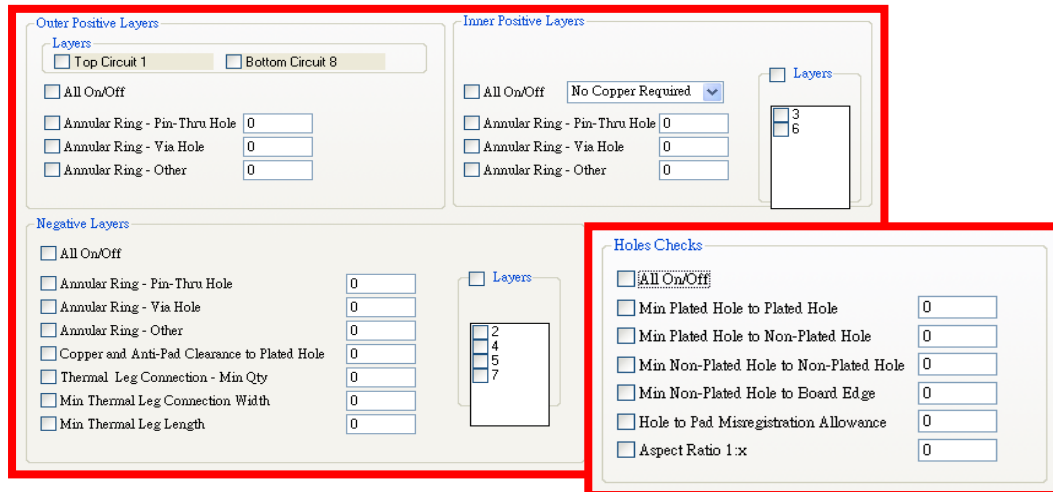 Outer Positive Layers
Layers
Top Circuit 1 Bottom Circuit 8
All On/Off
Annular Ring - Pin-Thru Hole 0
Annular Ring - Via Hole 0
Annular Ring - Other 0
Inner Positive Layers
All On/Off No Copper Required
Annular Ring - Pin-Thru Hole 0
Annular Ring - Via Hole 0
Annular Ring - Other 0
Layers
3
6
Negative Layers
All On/Off
Annular Ring - Pin-Thru Hole 0
Annular Ring - Via Hole 0
Annular Ring - Other 0
Copper and Anti-Pad Clearance to Plated Hole 0
Thermal Leg Connection - Min Qty 0
Min Thermal Leg Connection Width 0
Min Thermal Leg Length 0
Layers
2
4
5
7
Holes Checks
All On/Off
Min Plated Hole to Plated Hole 0
Min Plated Hole to Non-Plated Hole 0
Min Non-Plated Hole to Non-Plated Hole 0
Min Non-Plated Hole to Board Edge 0
Hole to Pad Misregistration Allowance 0
Aspect Ratio 1:x 0